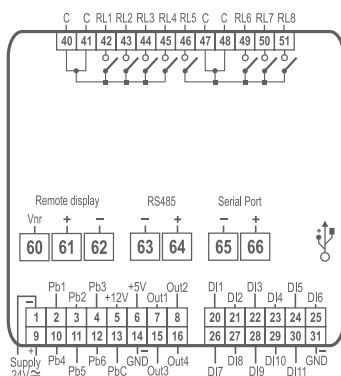 C C RL1 RL2 RL3 RL4 RL5 C C RL6 RL7 RL8
40 41 42 43 44 45 46 47 48 49 50 51
Remote display RS485 Serial Port
Vnr + − − + − +
60 61 62 63 64 65 66
Pb1 Pb3 +5V Out2 DI1 DI3 DI5
Pb2 +12V Out1 DI2 DI4 DI6
− 1 2 3 4 5 6 7 8 20 21 22 23 24 25
9 10 11 12 13 14 15 16 26 27 28 29 30 31
+ Pb4 Pb6 GND − Out4 DI8 DI10 GND −
Supply Pb5 PbC Out3 DI7 DI9 DI11
24V